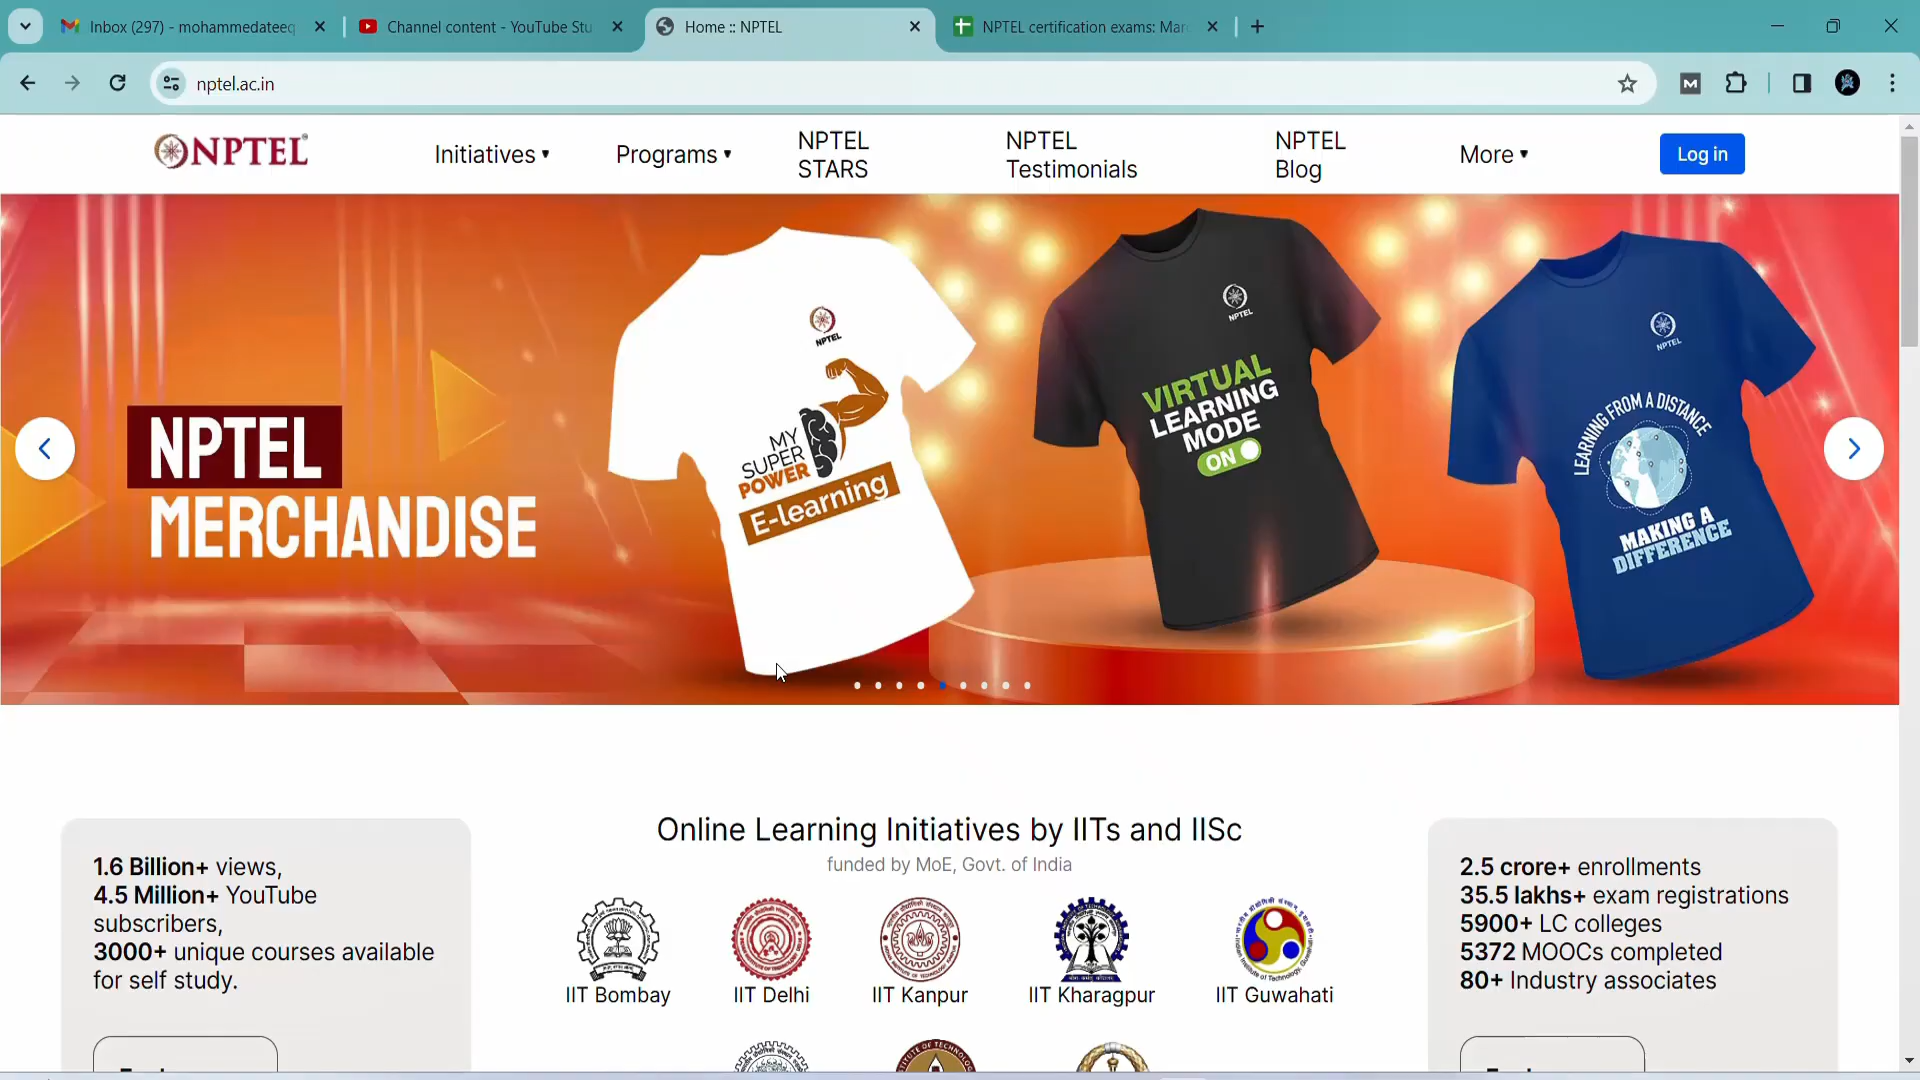 Inbox (297) - mohammedateeq
Channel content - YouTube Stu
Home :: NPTEL
NPTEL certification exams: Mar
nptel.ac.in
NPTEL
Initiatives ▾
Programs ▾
NPTEL
STARS
NPTEL
Testimonials
NPTEL
Blog
More ▾
Log in
NPTEL
MERCHANDISE
NPTEL
MY
SUPER
POWER
E-learning
NPTEL
VIRTUAL
LEARNING
MODE
ON
NPTEL
LEARNING FROM A DISTANCE
MAKING A
DIFFERENCE
1.6 Billion+ views,
4.5 Million+ YouTube
subscribers,
3000+ unique courses available
for self study.
Online Learning Initiatives by IITs and IISc
funded by MoE, Govt. of India
IIT Bombay
IIT Delhi
IIT Kanpur
IIT Kharagpur
IIT Guwahati
2.5 crore+ enrollments
35.5 lakhs+ exam registrations
5900+ LC colleges
5372 MOOCs completed
80+ Industry associates